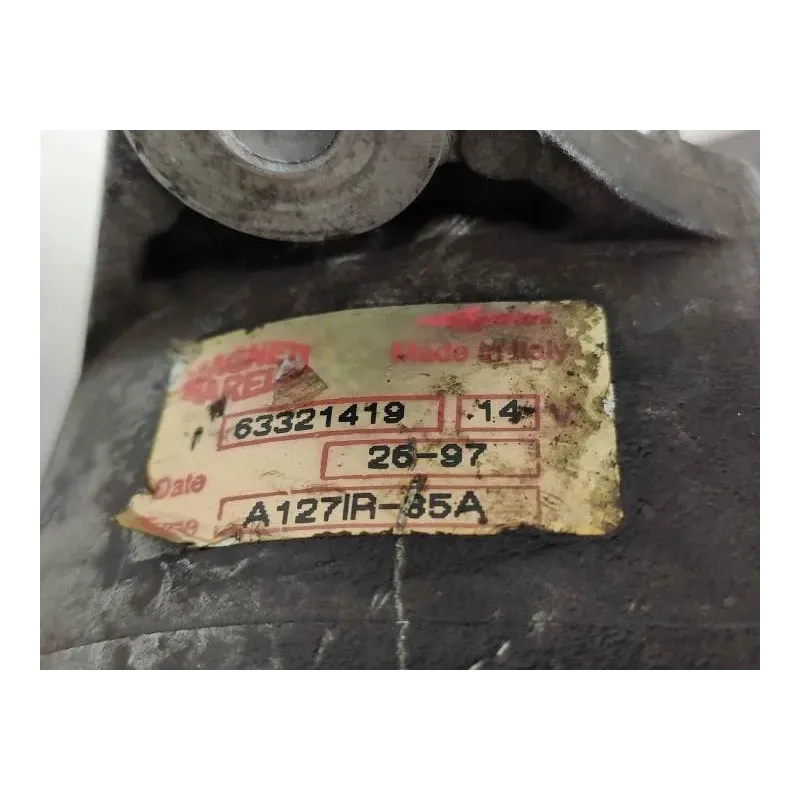 MAGNETI
MARELLI
Made in Italy
63321419
14 V
Date
26-97
A127IR-85A